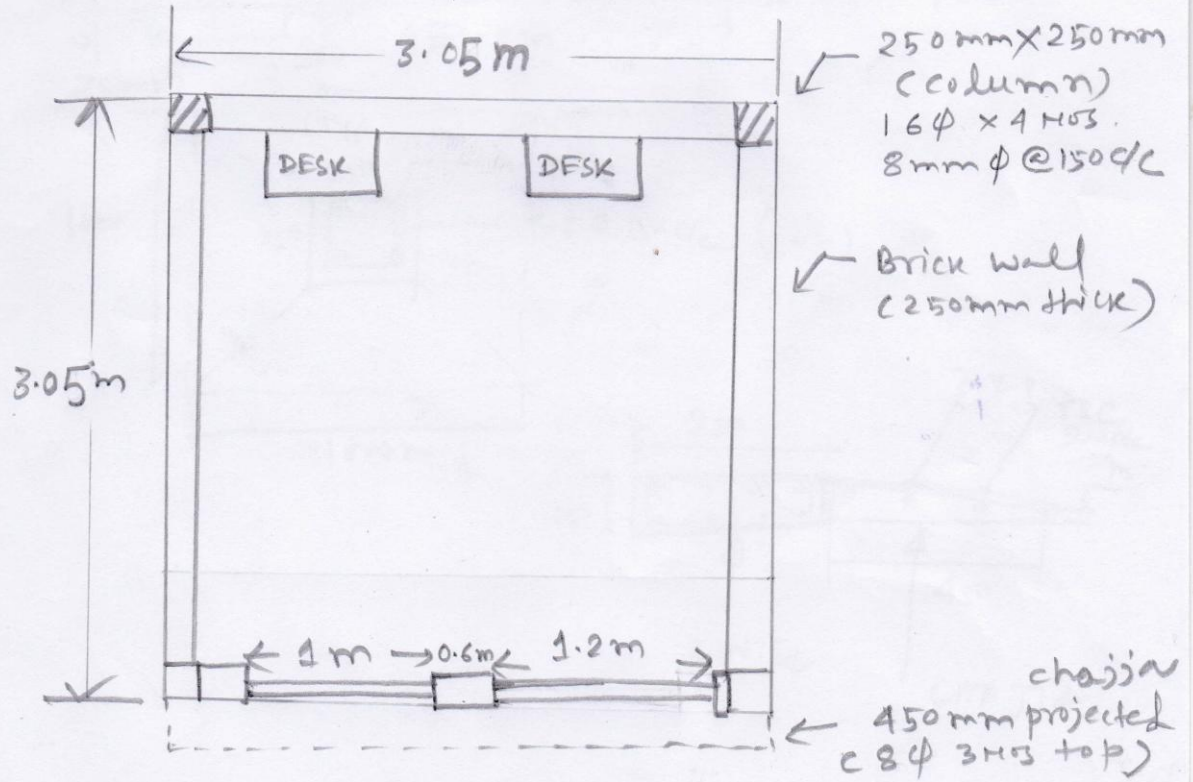 3.05m
250mm×250mm
(column)
16ϕ × 4 NOS.
8mm ϕ @150 c/c
DESK
DESK
Brick wall
(250mm thick)
3.05m
1m
0.6m
1.2m
chajja
450mm projected
(8ϕ 3NOS top)